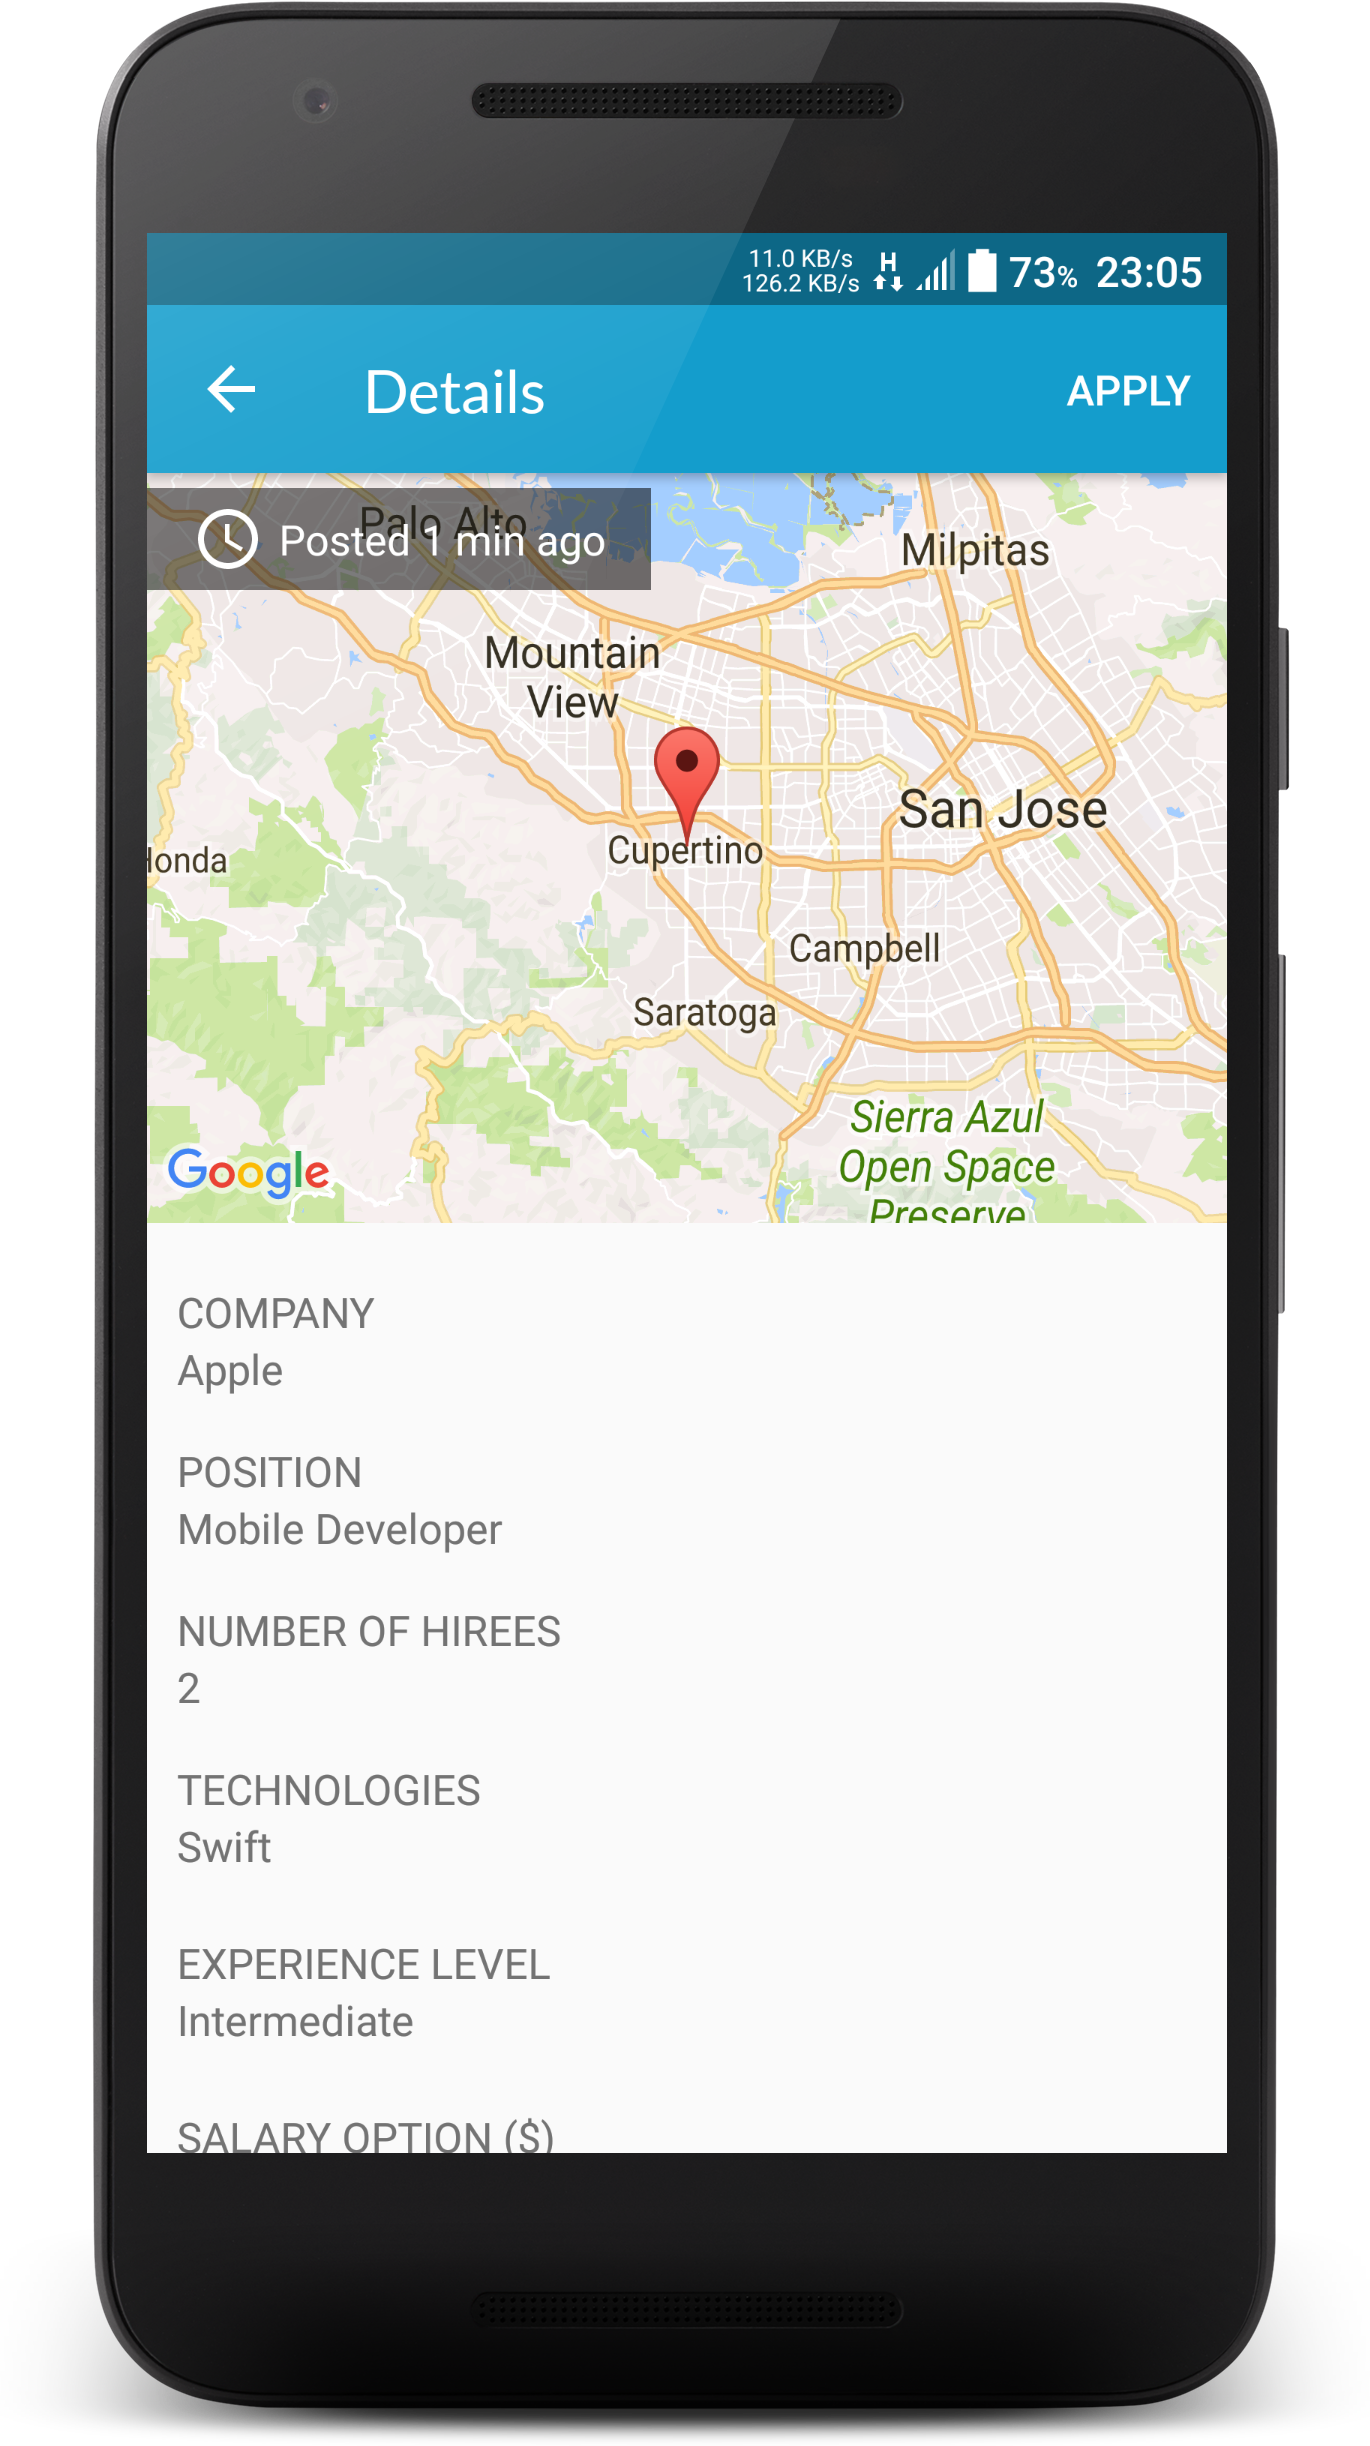 11.0 KB/s
126.2 KB/s
H
73%
23:05
Details
APPLY
Palo Alto
Posted 1 min ago
Milpitas
Mountain
View
San Jose
Cupertino
Honda
Campbell
Saratoga
Sierra Azul
Open Space
Preserve
Google
COMPANY
Apple
POSITION
Mobile Developer
NUMBER OF HIREES
2
TECHNOLOGIES
Swift
EXPERIENCE LEVEL
Intermediate
SALARY OPTION ($)